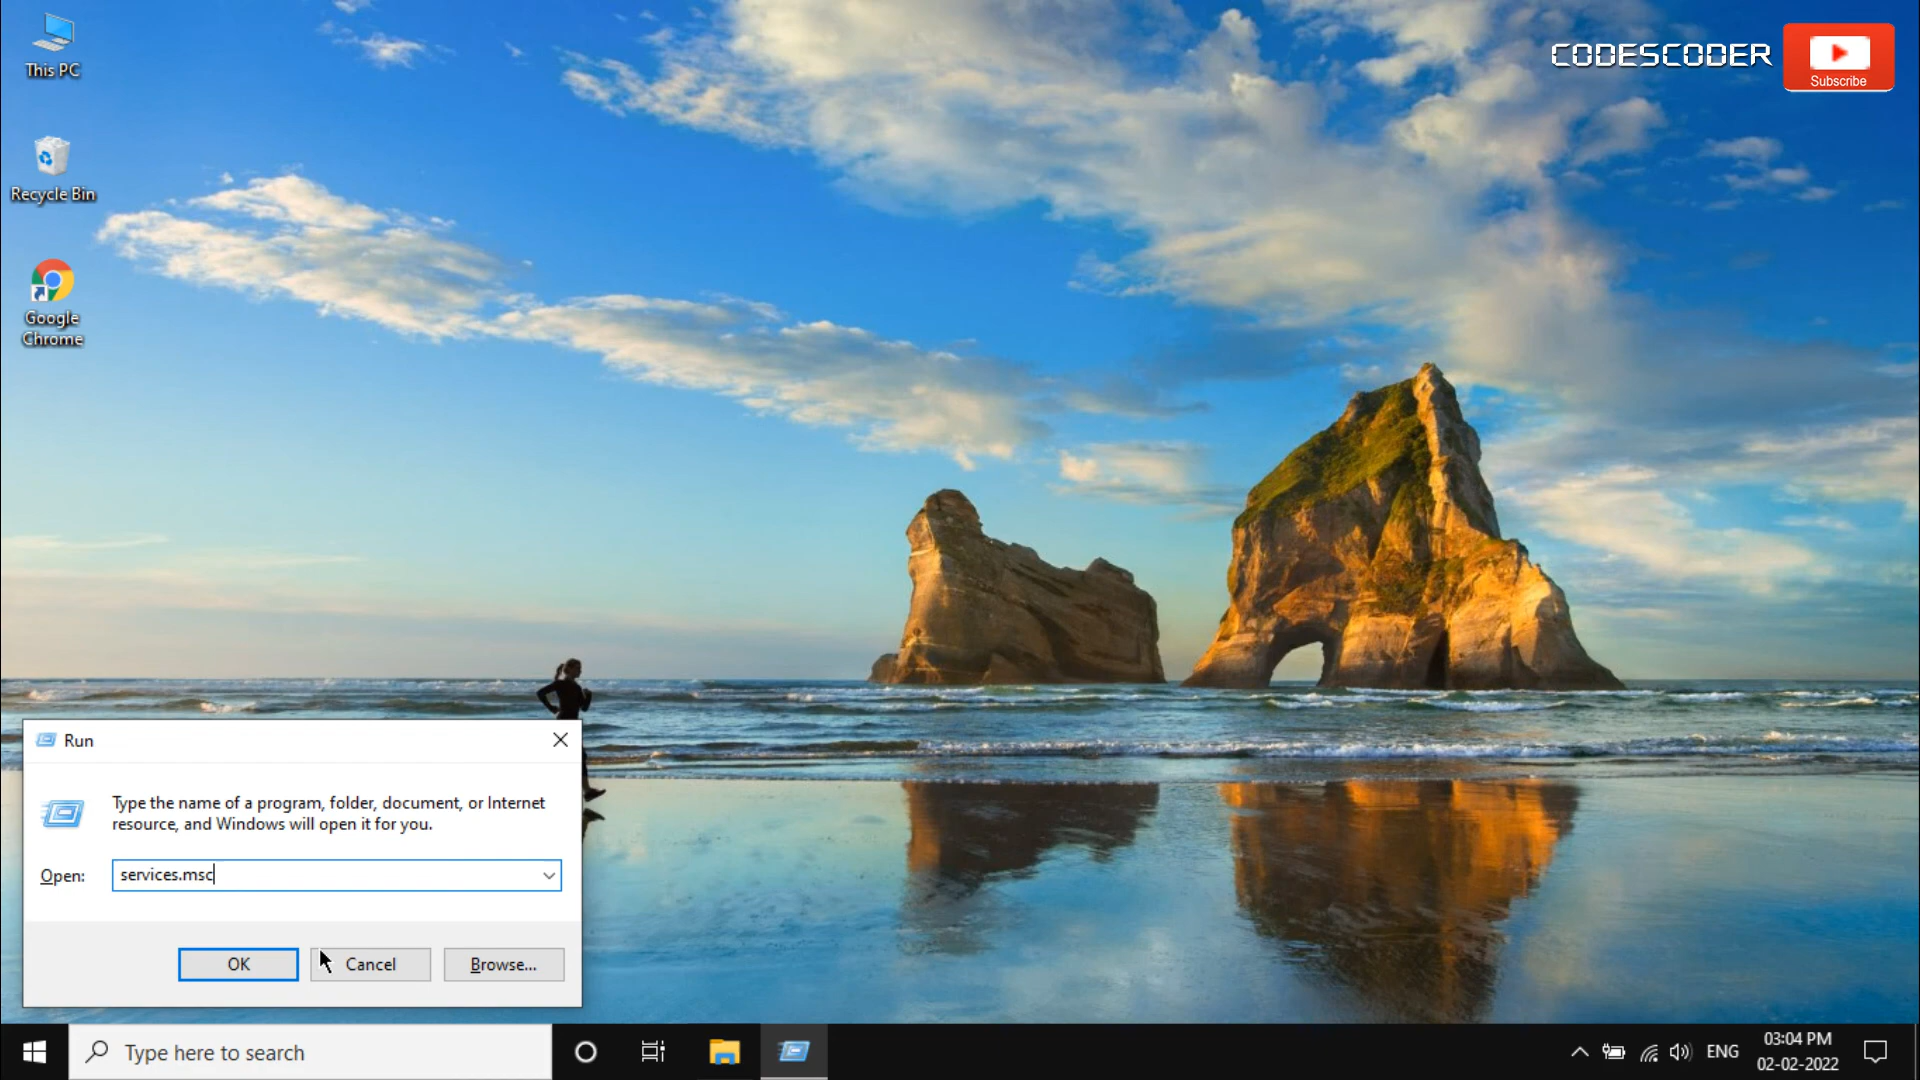 This PC
CODESCODER
Subscribe
Recycle Bin
Google
Chrome
Run
Type the name of a program, folder, document, or Internet
resource, and Windows will open it for you.
Open:
services.msc
OK
Cancel
Browse...
Type here to search
ENG
03:04 PM
02-02-2022